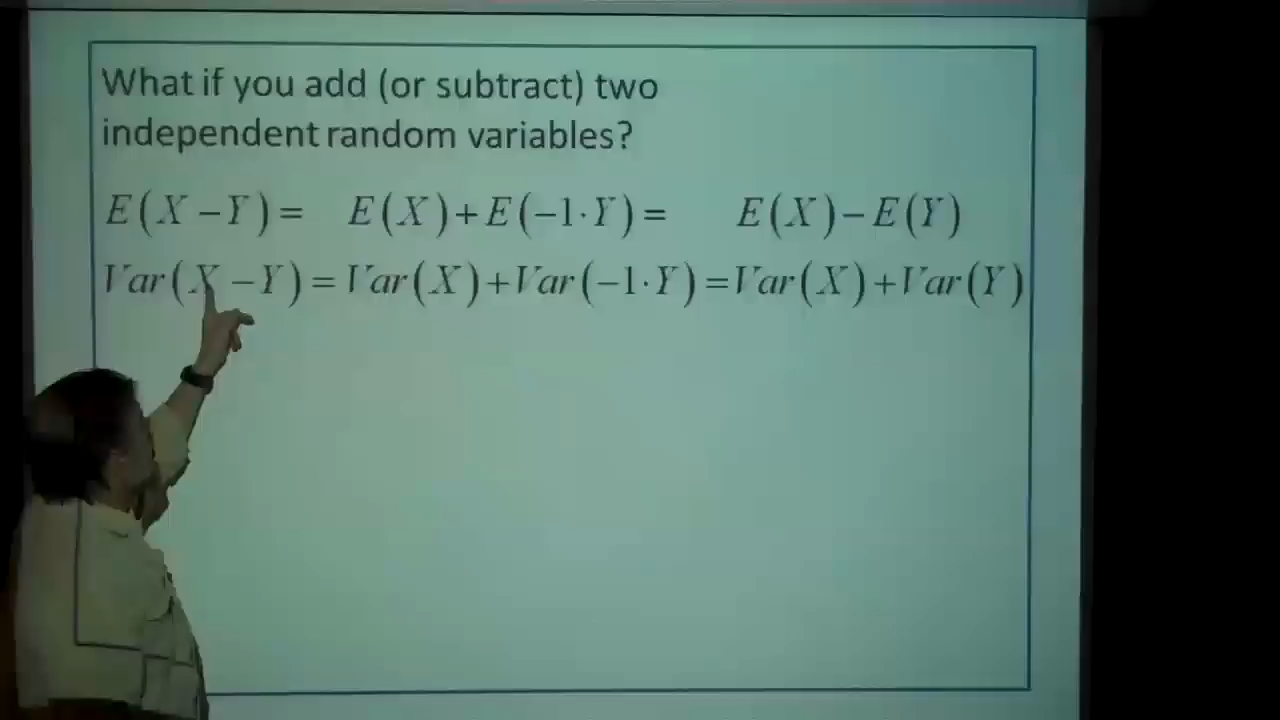 What if you add (or subtract) two
independent random variables?
E(X−Y)= E(X)+E(−1·Y)= E(X)−E(Y)
Var(X−Y)=Var(X)+Var(−1·Y)=Var(X)+Var(Y)